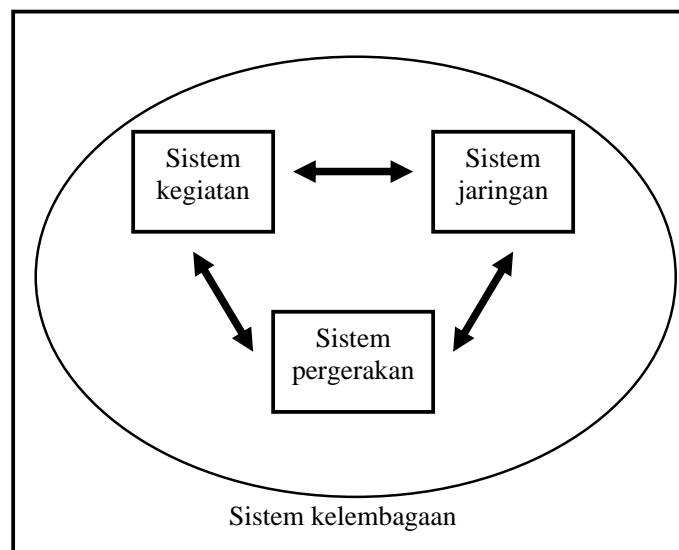 Sistem
kegiatan
Sistem
jaringan
Sistem
pergerakan
Sistem kelembagaan